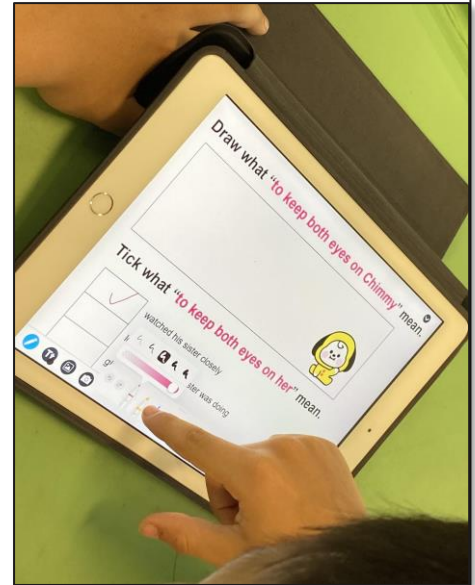 Draw what "to keep both eyes on Chimmy" mean.
Tick what "to keep both eyes on her" mean.
watched his sister closely
ster was doing
Tr